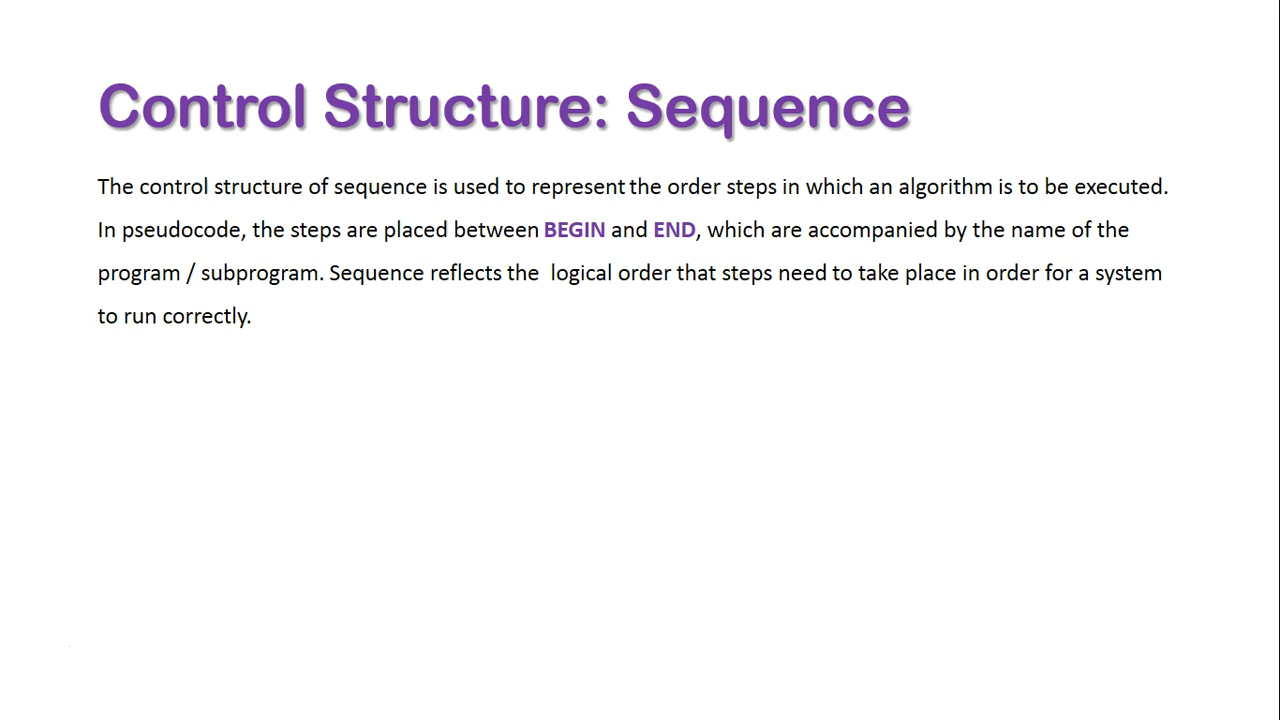 Control Structure: Sequence
The control structure of sequence is used to represent the order steps in which an algorithm is to be executed.
In pseudocode, the steps are placed between BEGIN and END, which are accompanied by the name of the
program / subprogram. Sequence reflects the  logical order that steps need to take place in order for a system
to run correctly.